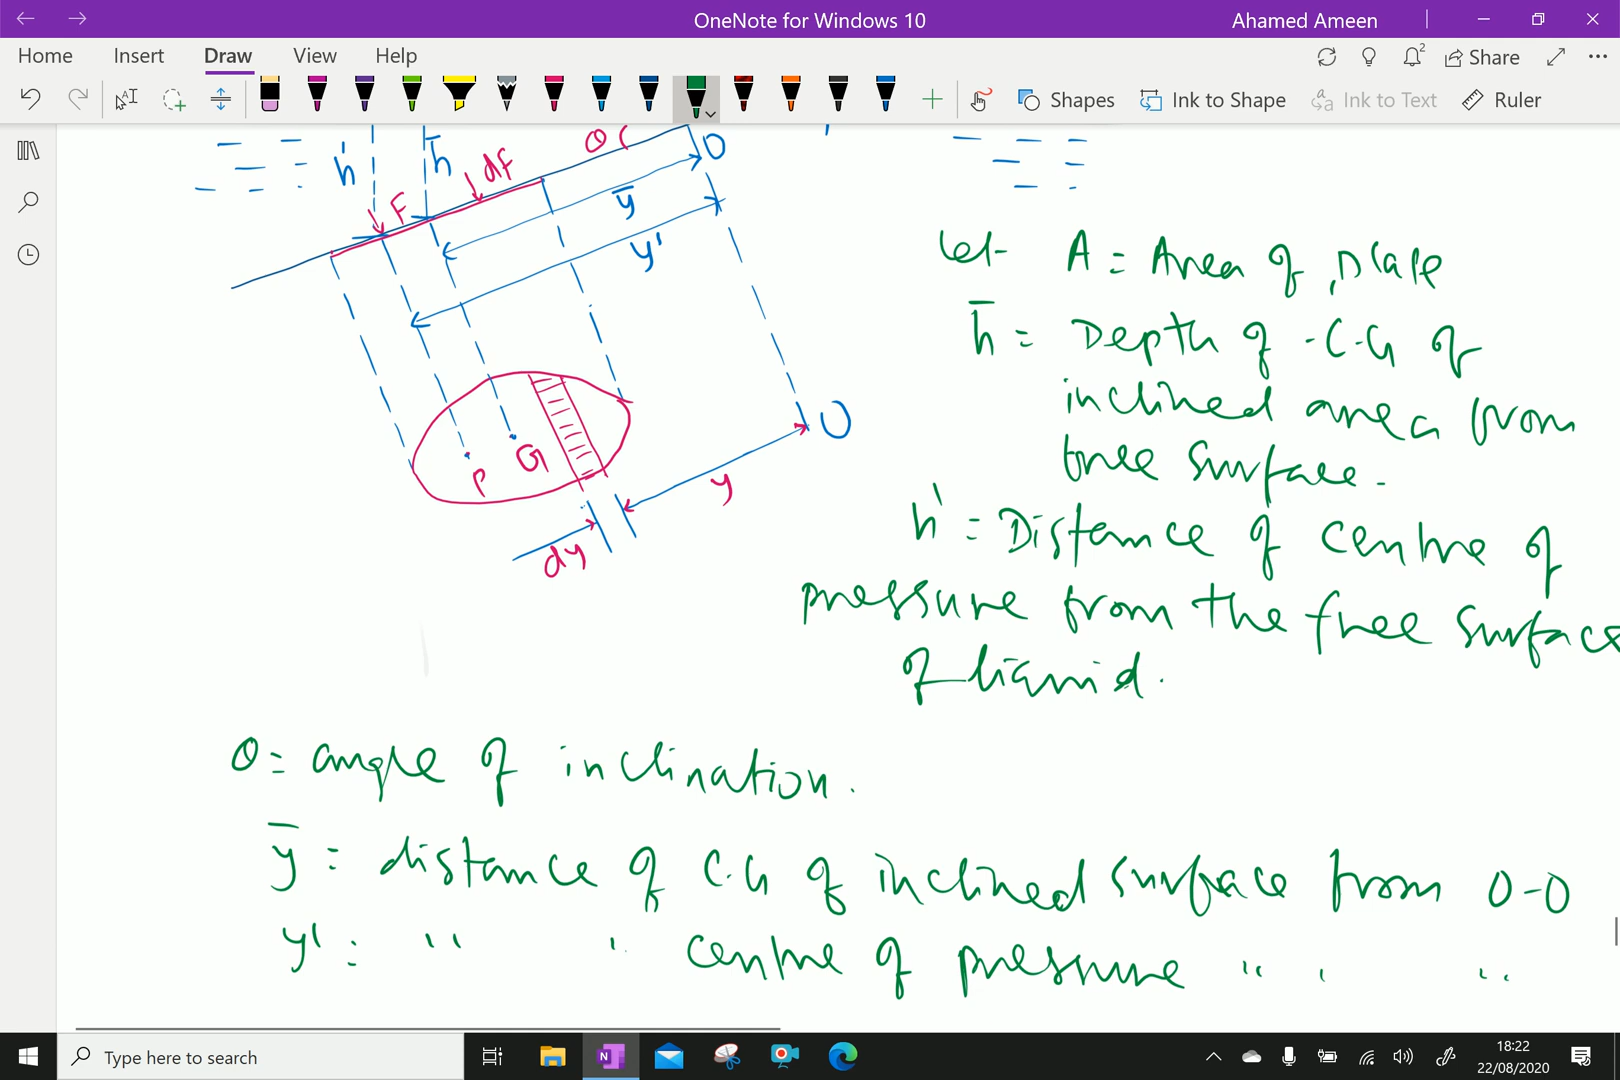 OneNote for Windows 10
Ahamed Ameen
Home Insert Draw View Help
2 Share
Shapes Ink to Shape Ink to Text Ruler
h' h̄ dF θ O
F ȳ
y'
P G O
y
dy
Let A = Area of plate
h̄ = Depth of C.G of
inclined area from
free surface.
h' = Distance of centre of
pressure from the free surface
of liquid.
θ = angle of inclination.
ȳ = distance of C.G of inclined surface from O-O
y' = " " centre of pressure " " "
Type here to search
18:22
22/08/2020